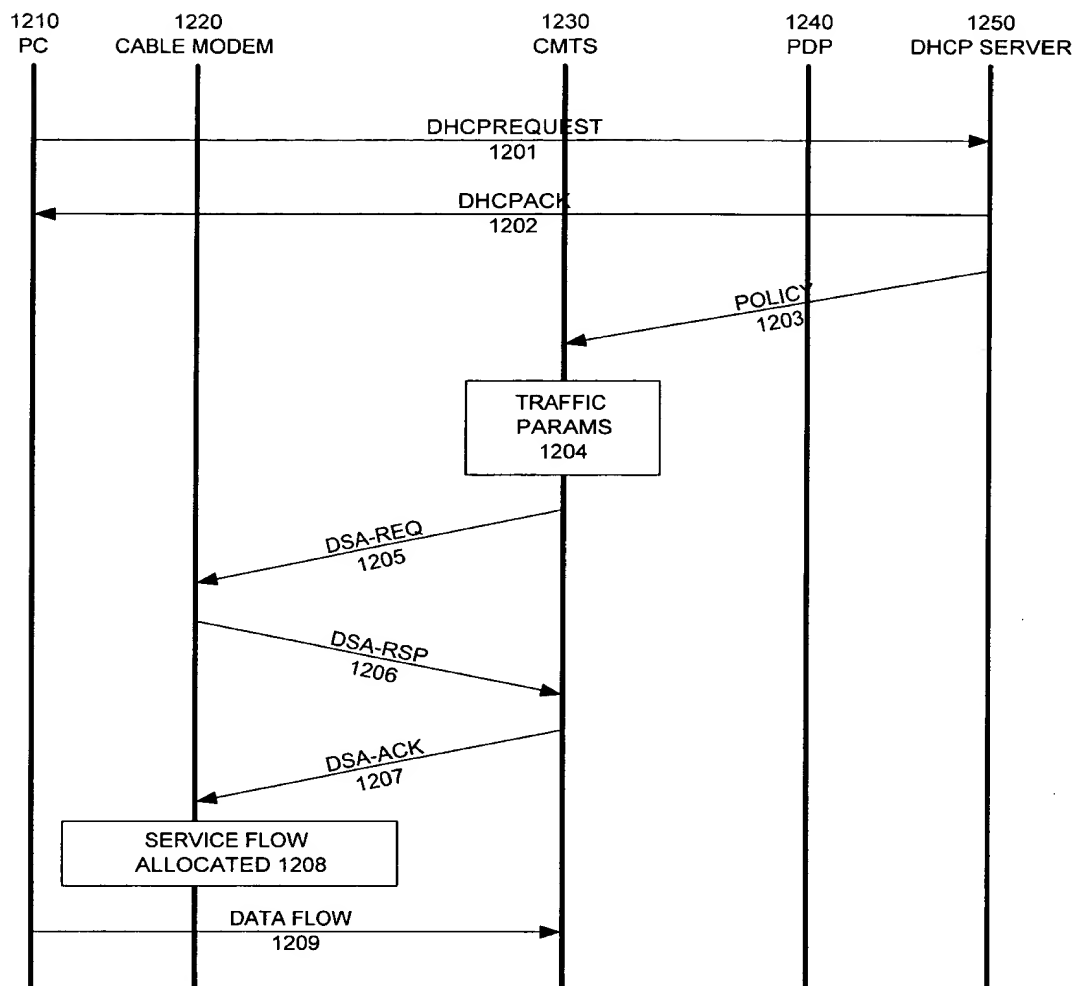 1210
PC
1220
CABLE MODEM
1230
CMTS
1240
PDP
1250
DHCP SERVER
DHCPREQUEST
1201
DHCPACK
1202
POLICY
1203
TRAFFIC
PARAMS
1204
DSA-REQ
1205
DSA-RSP
1206
DSA-ACK
1207
SERVICE FLOW
ALLOCATED 1208
DATA FLOW
1209